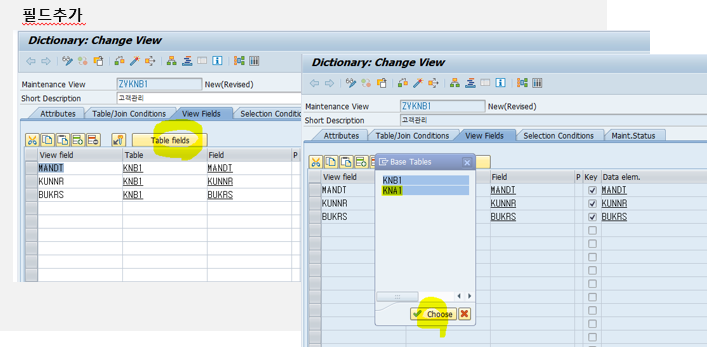 필드추가
Dictionary: Change View
Maintenance View ZVKNB1 New(Revised)
Short Description 고객관리
Attributes Table/Join Conditions View Fields Selection Conditio
Table fields
View field Table Field P
MANDT KNB1 MANDT
KUNNR KNB1 KUNNR
BUKRS KNB1 BUKRS
Dictionary: Change View
Maintenance View ZVKNB1 New(Revised)
Short Description 고객관리
Attributes Table/Join Conditions View Fields Selection Conditions Maint.Status
View field Field P Key Data elem.
MANDT MANDT MANDT
KUNNR KUNNR KUNNR
BUKRS BUKRS BUKRS
Base Tables
KNB1
KNA1
Choose